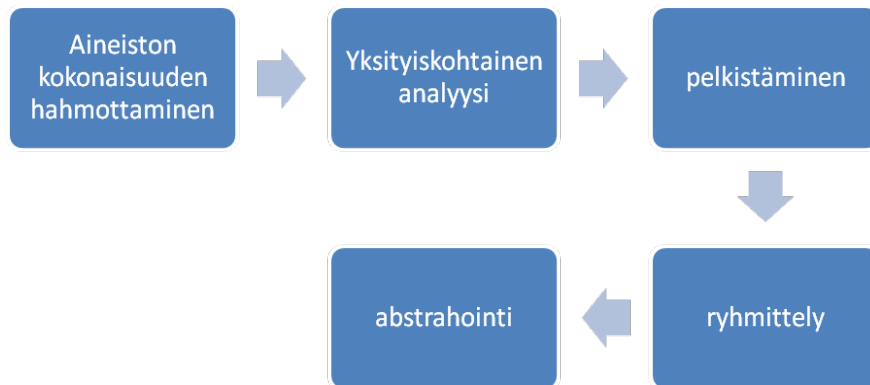 Aineiston
kokonaisuuden
hahmottaminen
Yksityiskohtainen
analyysi
pelkistäminen
ryhmittely
abstrahointi